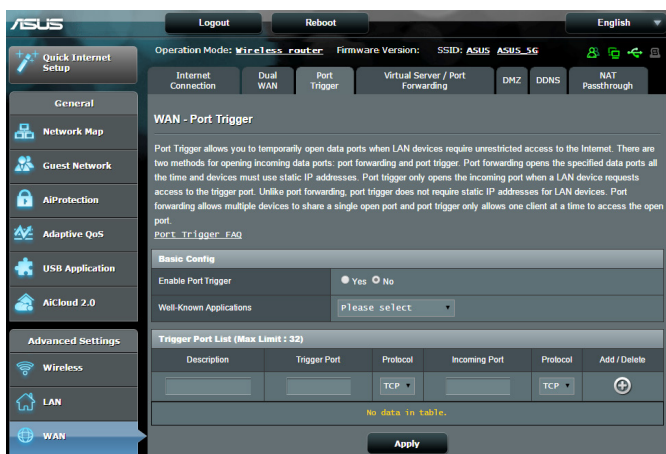 ASUS
Logout
Reboot
English
Quick Internet
Setup
Operation Mode: Wireless router Firmware Version: SSID: ASUS ASUS_5G
Internet
Connection
Dual
WAN
Port
Trigger
Virtual Server / Port
Forwarding
DMZ
DDNS
NAT
Passthrough
General
Network Map
Guest Network
AiProtection
Adaptive QoS
USB Application
AiCloud 2.0
Advanced Settings
Wireless
LAN
WAN
WAN - Port Trigger
Port Trigger allows you to temporarily open data ports when LAN devices require unrestricted access to the Internet. There are
two methods for opening incoming data ports: port forwarding and port trigger. Port forwarding opens the specified data ports all
the time and devices must use static IP addresses. Port trigger only opens the incoming port when a LAN device requests
access to the trigger port. Unlike port forwarding, port trigger does not require static IP addresses for LAN devices. Port
forwarding allows multiple devices to share a single open port and port trigger only allows one client at a time to access the open
port.
Port Trigger FAQ
Basic Config
Enable Port Trigger
Yes No
Well-Known Applications
Please select
Trigger Port List (Max Limit : 32)
Description Trigger Port Protocol Incoming Port Protocol Add / Delete
TCP TCP
No data in table.
Apply